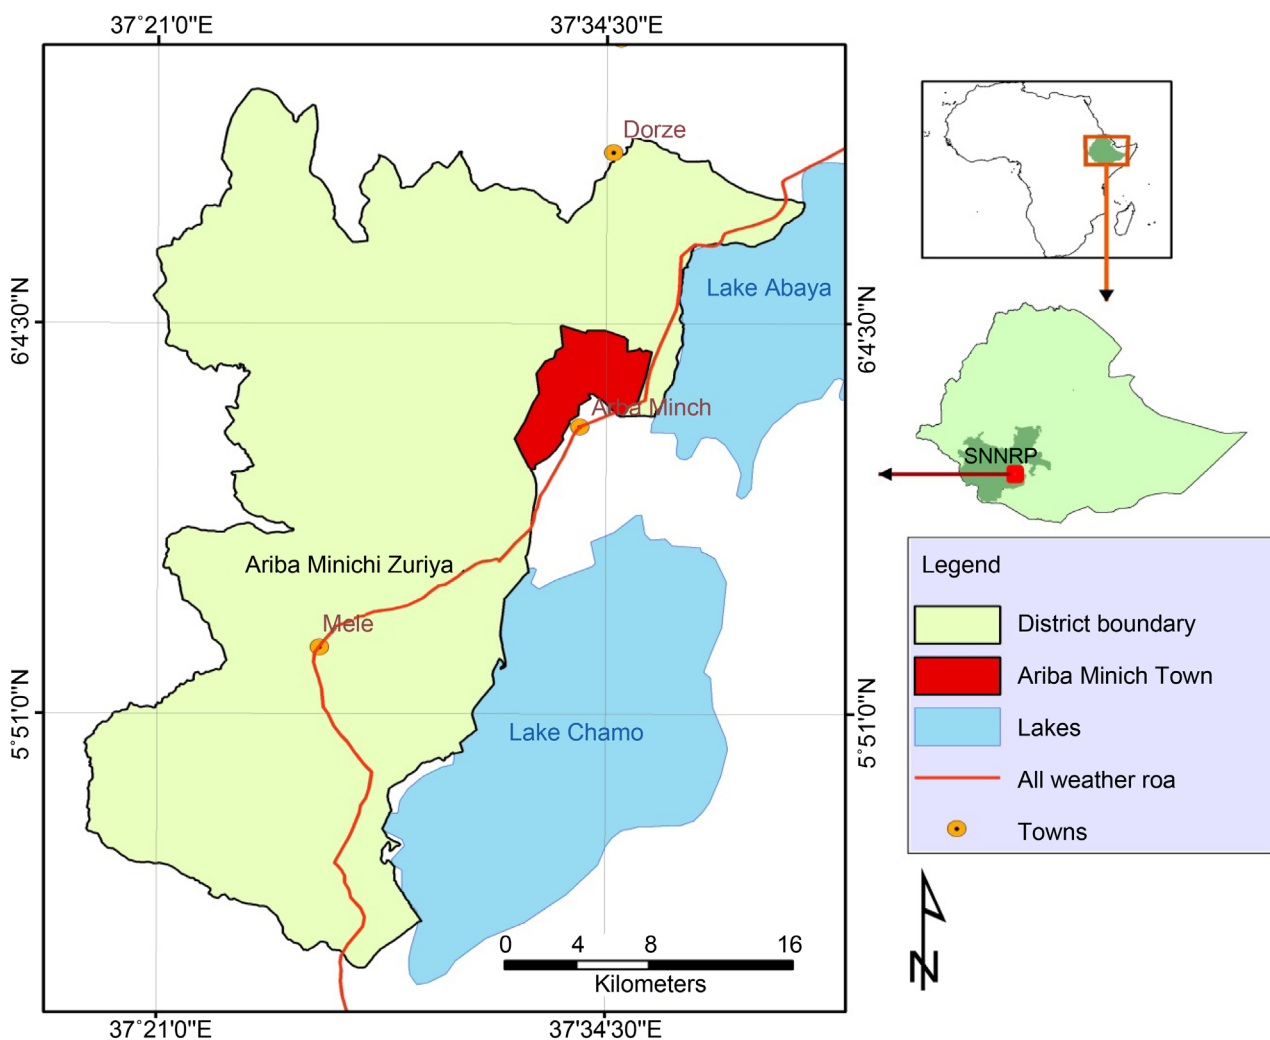 37°21'0"E
37'34'30"E
Dorze
Lake Abaya
6'4'30"N
6'4'30"N
Arba Minch
SNNRP
Ariba Minichi Zuriya
Mele
Lake Chamo
5°51'0"N
5°51'0"N
0 4 8 16
Kilometers
37°21'0"E
37°34'30"E
Legend
District boundary
Ariba Minich Town
Lakes
All weather roa
Towns
N